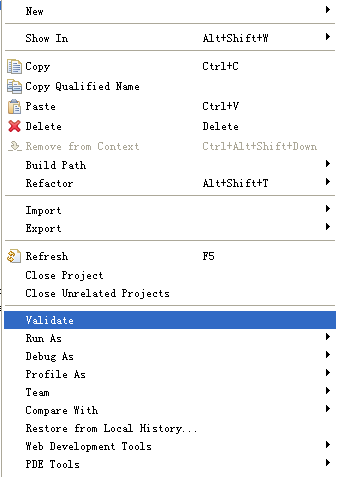 New
Show In Alt+Shift+W
Copy Ctrl+C
Copy Qualified Name
Paste Ctrl+V
Delete Delete
Remove from Context Ctrl+Alt+Shift+Down
Build Path
Refactor Alt+Shift+T
Import
Export
Refresh F5
Close Project
Close Unrelated Projects
Validate
Run As
Debug As
Profile As
Team
Compare With
Restore from Local History...
Web Development Tools
PDE Tools